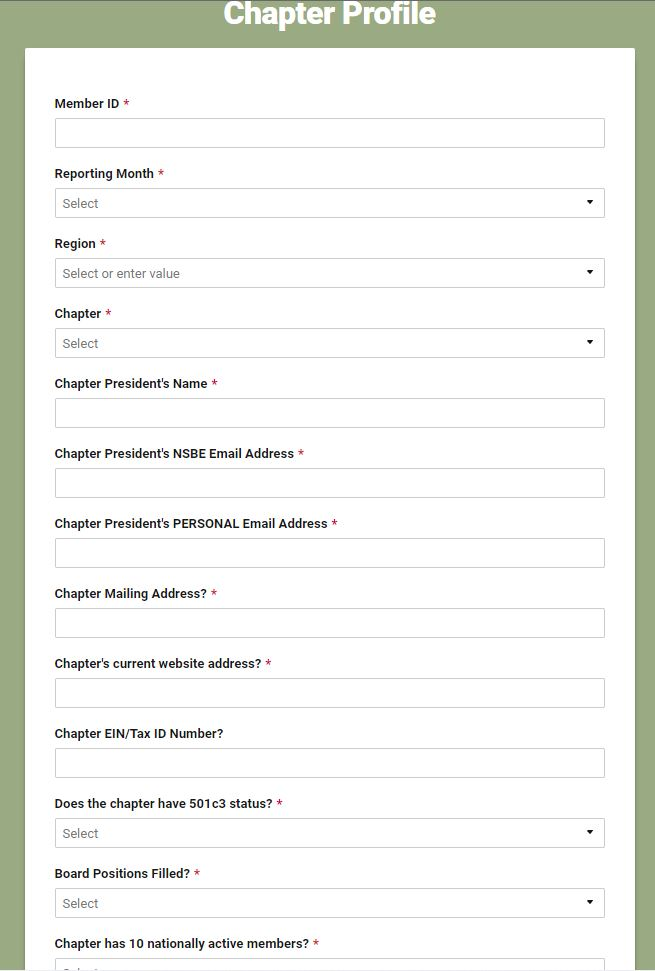 Chapter Profile
Member ID *
Reporting Month *
Select
Region *
Select or enter value
Chapter *
Select
Chapter President's Name *
Chapter President's NSBE Email Address *
Chapter President's PERSONAL Email Address *
Chapter Mailing Address? *
Chapter's current website address? *
Chapter EIN/Tax ID Number?
Does the chapter have 501c3 status? *
Select
Board Positions Filled? *
Select
Chapter has 10 nationally active members? *